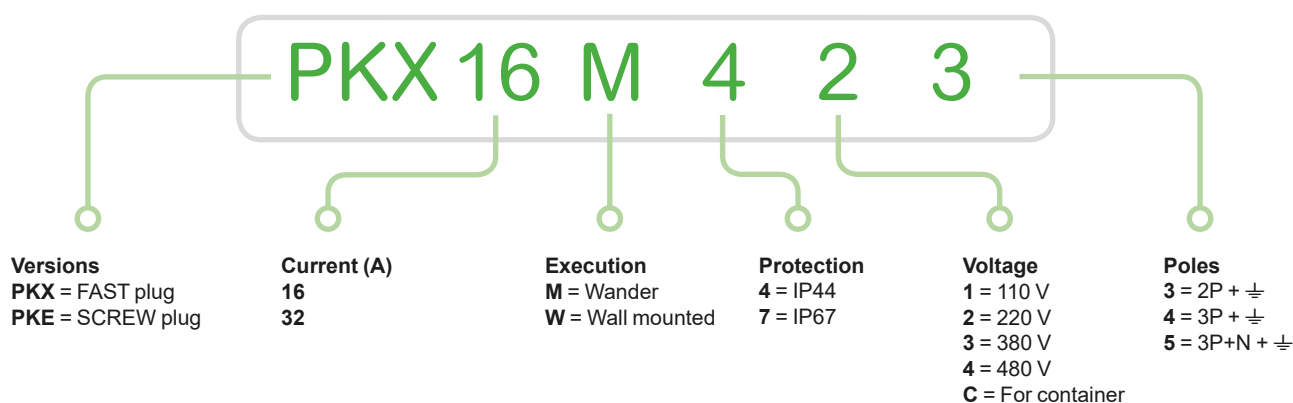 PKX 16 M 4 2 3
Versions
PKX = FAST plug
PKE = SCREW plug
Current (A)
16
32
Execution
M = Wander
W = Wall mounted
Protection
4 = IP44
7 = IP67
Voltage
1 = 110 V
2 = 220 V
3 = 380 V
4 = 480 V
C = For container
Poles
3 = 2P + ⏚
4 = 3P + ⏚
5 = 3P+N + ⏚